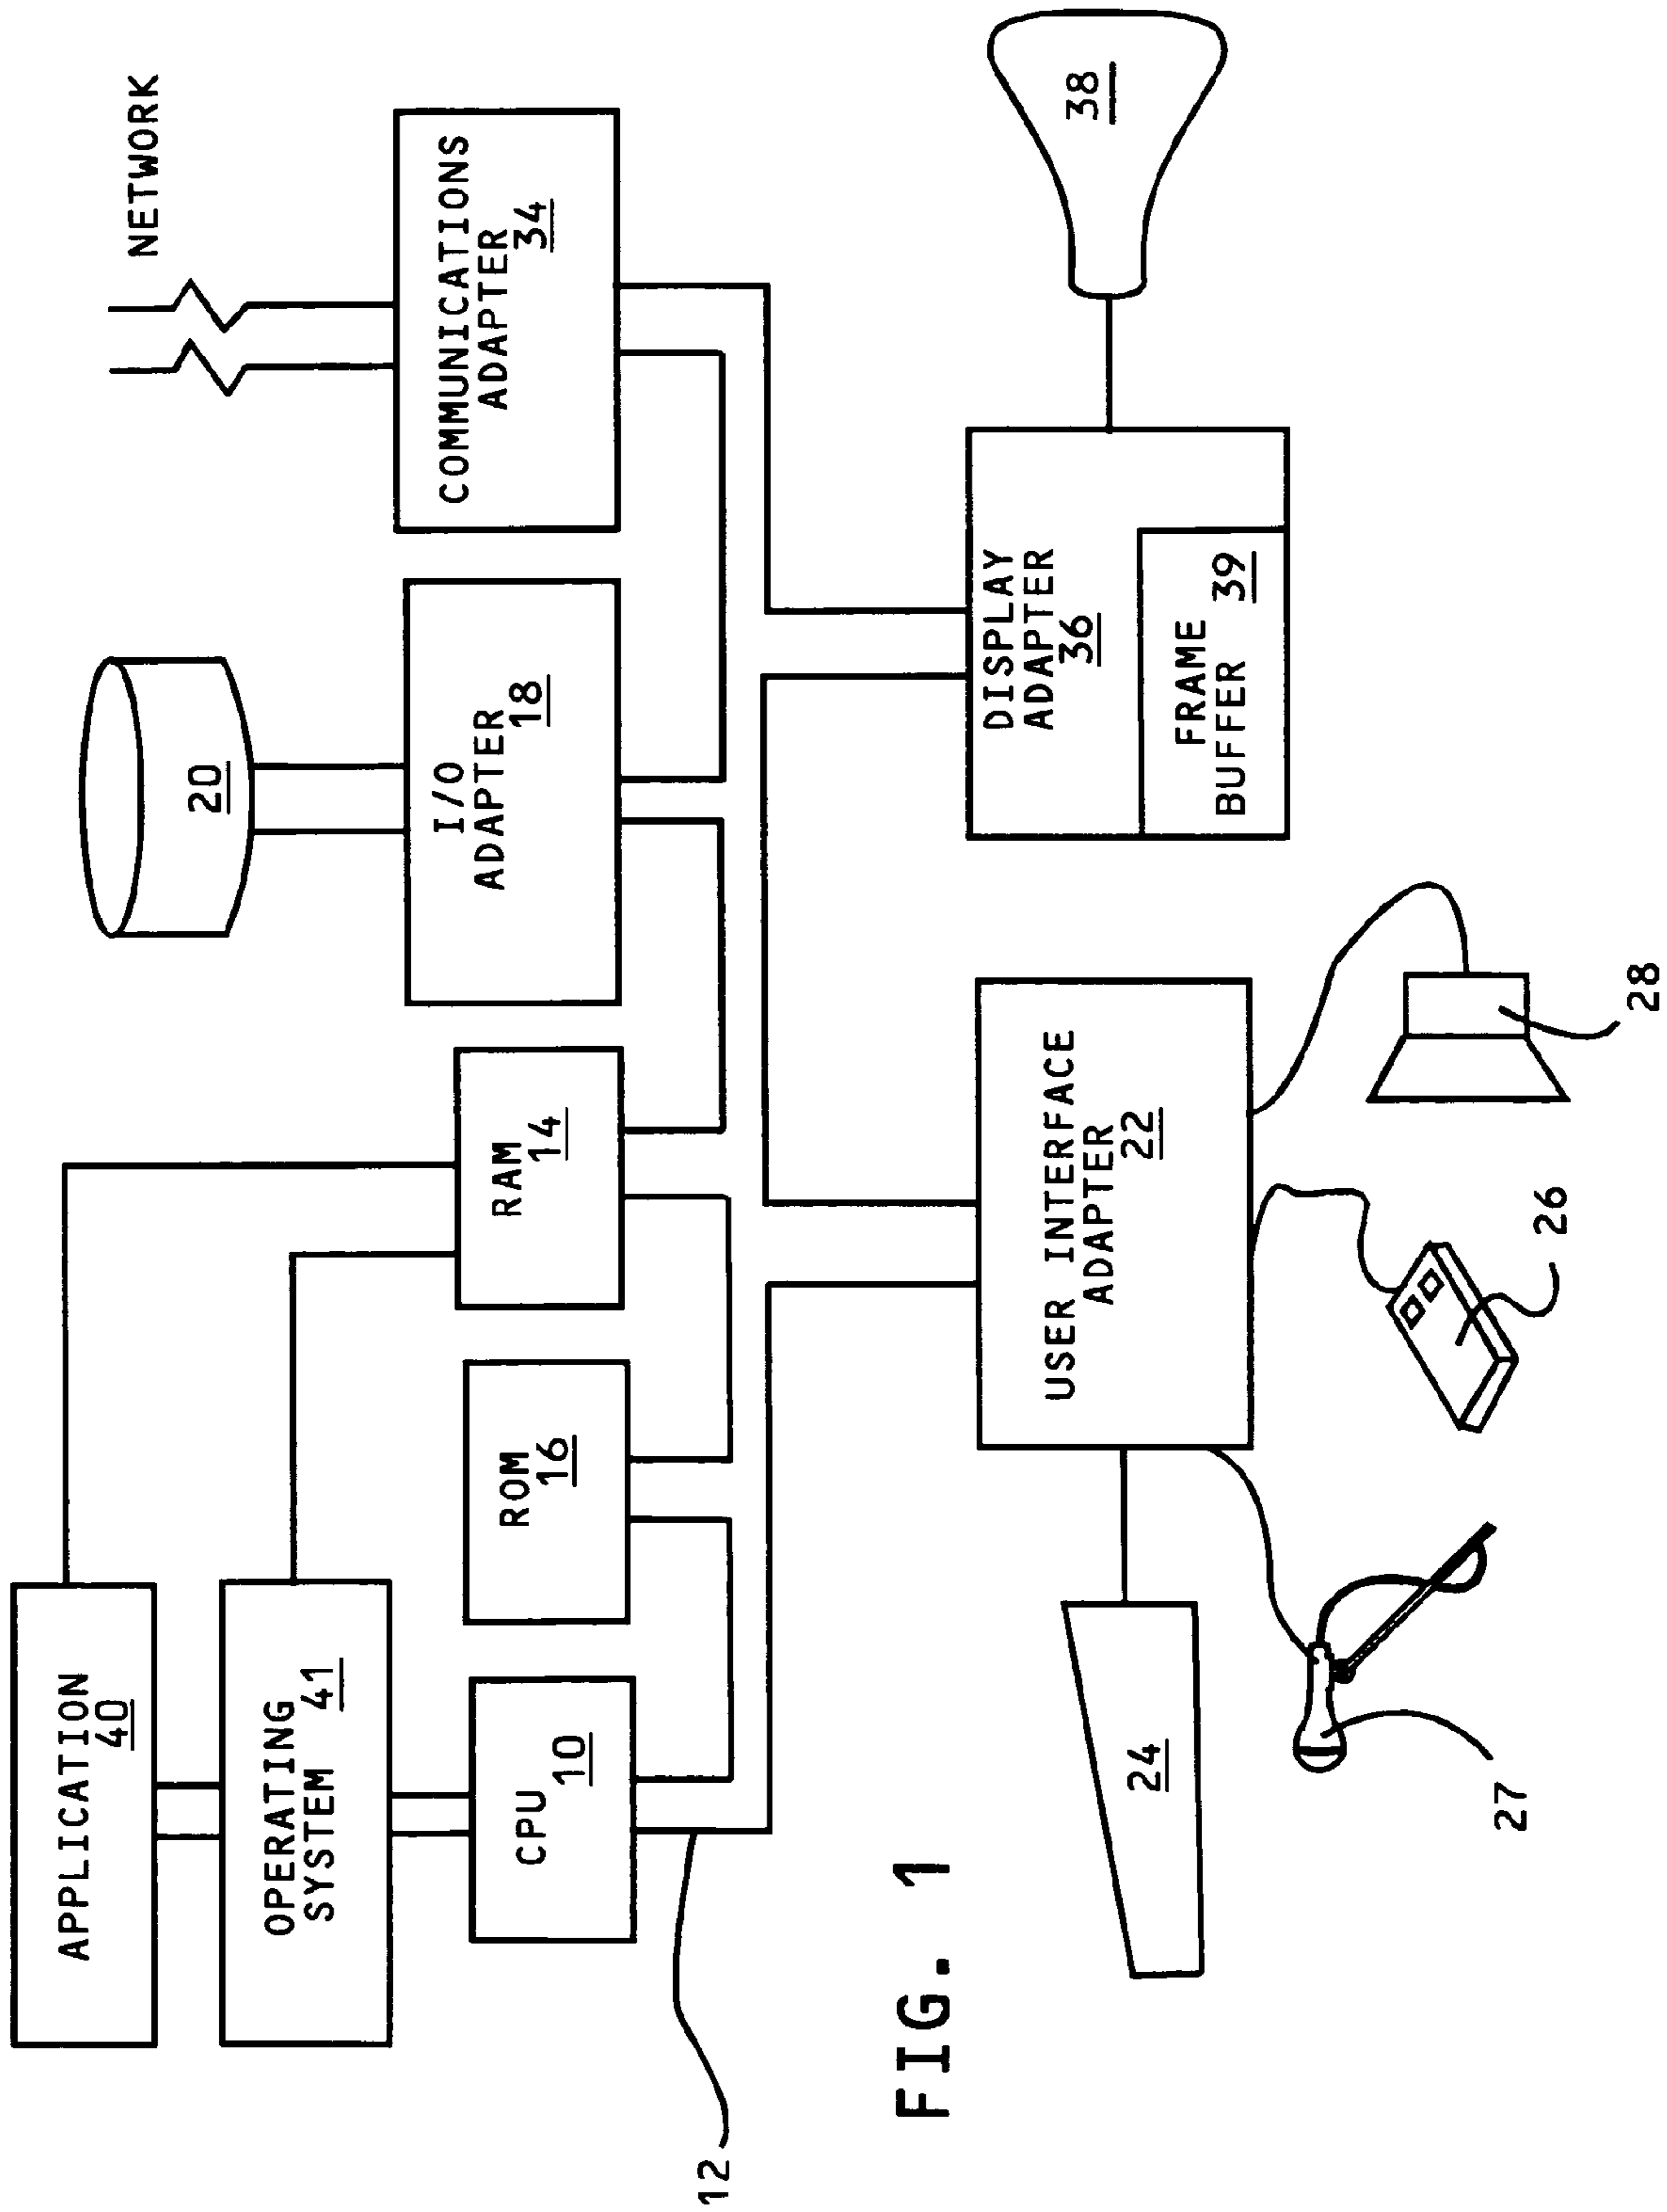 APPLICATION
40
OPERATING
SYSTEM 41
CPU 10
ROM
16
RAM
14
20
I/O
ADAPTER
18
NETWORK
COMMUNICATIONS
ADAPTER
34
12
USER INTERFACE
ADAPTER
22
DISPLAY
ADAPTER
36
FRAME
BUFFER 39
38
24
27
26
28
FIG. 1